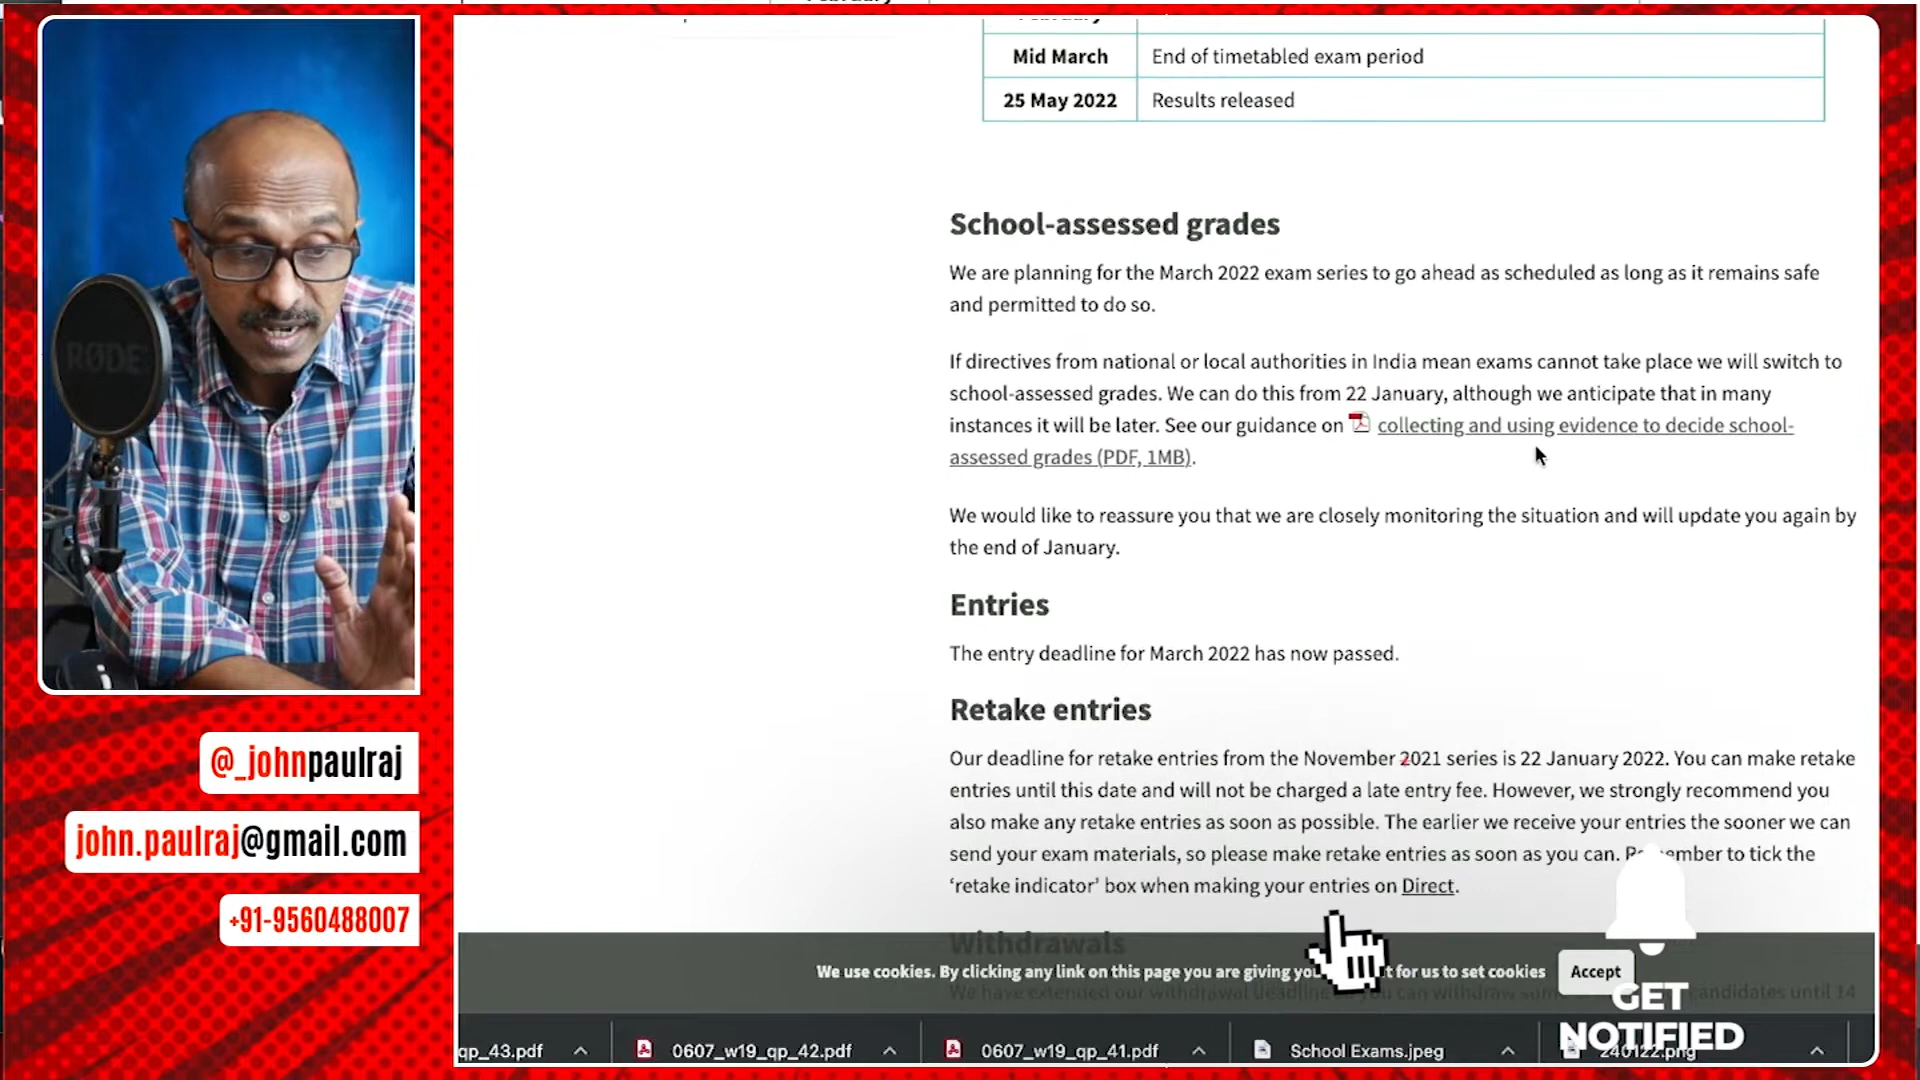 Mid March End of timetabled exam period
25 May 2022 Results released
School-assessed grades
We are planning for the March 2022 exam series to go ahead as scheduled as long as it remains safe
and permitted to do so.
If directives from national or local authorities in India mean exams cannot take place we will switch to
school-assessed grades. We can do this from 22 January, although we anticipate that in many
instances it will be later. See our guidance on collecting and using evidence to decide school-
assessed grades (PDF, 1MB).
We would like to reassure you that we are closely monitoring the situation and will update you again by
the end of January.
Entries
The entry deadline for March 2022 has now passed.
Retake entries
Our deadline for retake entries from the November 2021 series is 22 January 2022. You can make retake
entries until this date and will not be charged a late entry fee. However, we strongly recommend you
also make any retake entries as soon as possible. The earlier we receive your entries the sooner we can
send your exam materials, so please make retake entries as soon as you can. Remember to tick the
‘retake indicator’ box when making your entries on Direct.
Withdrawals
We use cookies. By clicking any link on this page you are giving for us to set cookies Accept
We have extended our withdrawal deadline you can withdraw candidates until 14
qp_43.pdf 0607_w19_qp_42.pdf 0607_w19_qp_41.pdf School Exams.jpeg 240122.png
GET
NOTIFIED
RØDE
@_johnpaulraj
john.paulraj@gmail.com
+91-9560488007